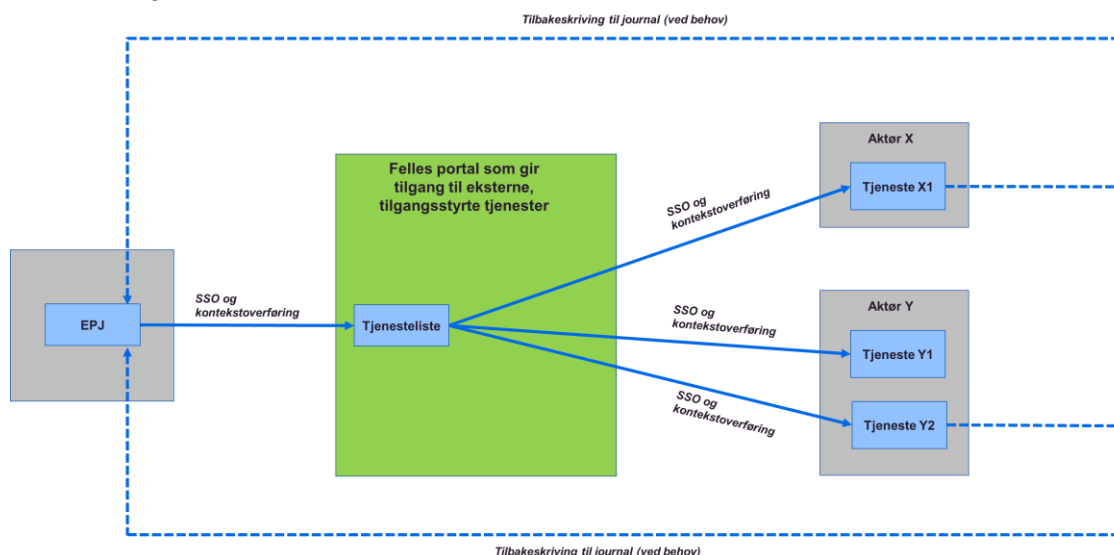 Tilbakeskriving til journal (ved behov)
Aktør X
Tjeneste X1
Felles portal som gir
tilgang til eksterne,
tilgangsstyrte tjenester
SSO og
kontekstoverføring
EPJ
SSO og
kontekstoverføring
Tjenesteliste
SSO og
kontekstoverføring
Aktør Y
Tjeneste Y1
SSO og
kontekstoverføring
Tjeneste Y2
Tilbakeskriving til journal (ved behov)